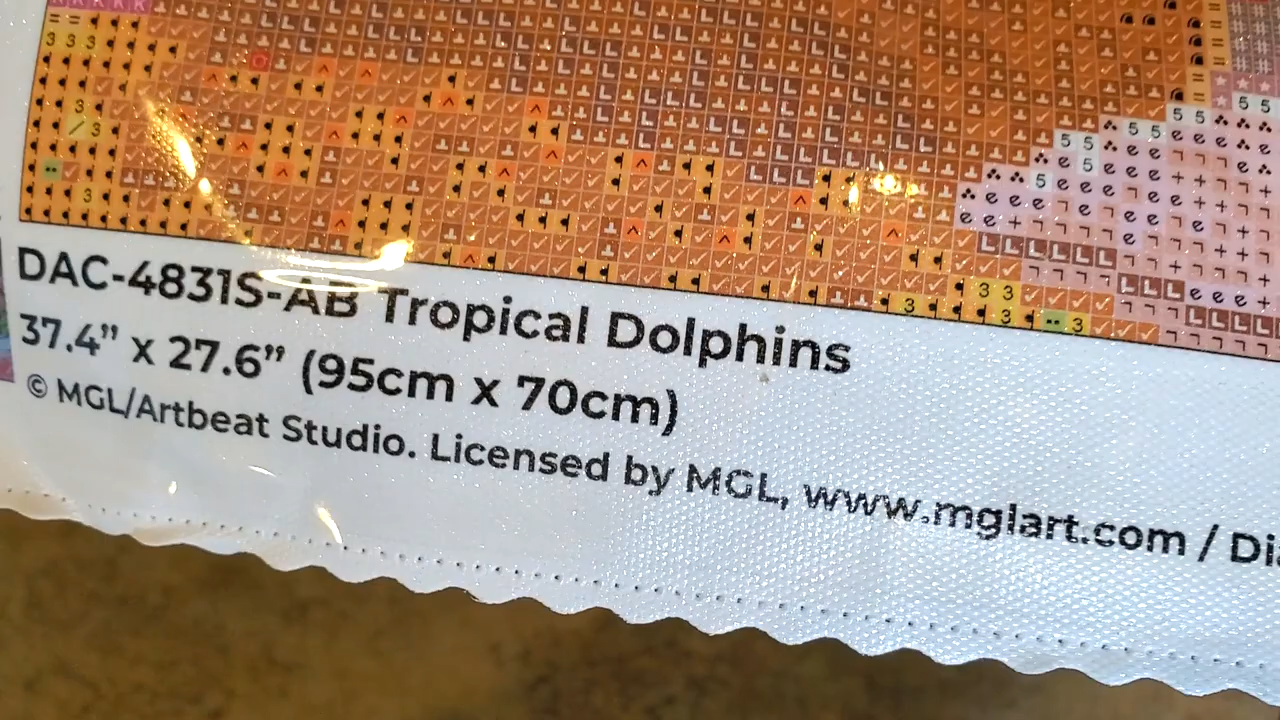 DAC-4831S-AB Tropical Dolphins
37.4” x 27.6” (95cm x 70cm)
© MGL/Artbeat Studio. Licensed by MGL, www.mglart.com / Di